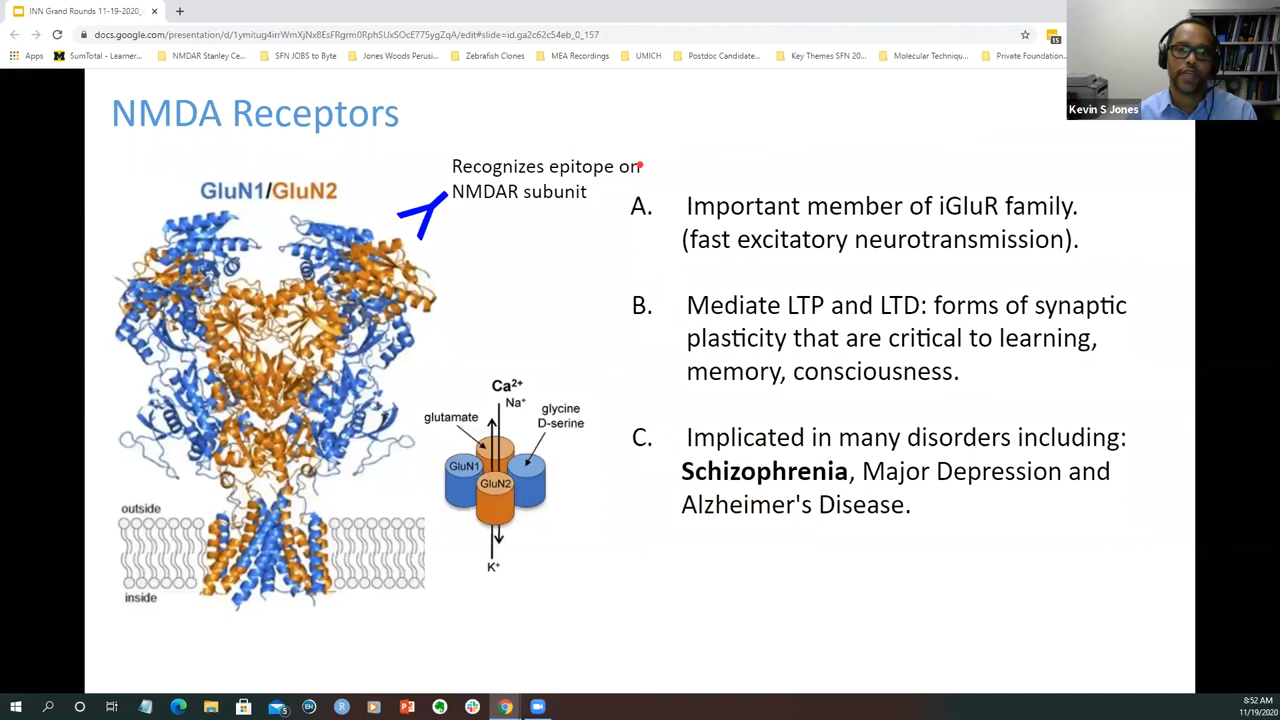 INN Grand Rounds 11-19-2020_
docs.google.com/presentation/d/1ymitug4irrWmXjNx8EsFRgrm0RphSUxSOcE775ygZqA/edit#slide=id.ga2c62c54eb_0_157
15
Apps
SumTotal - Learner...
NMDAR Stanley Ce...
SFN JOBS to Byte
Jones Woods Perusi...
Zebrafish Clones
MEA Recordings
UMICH
Postdoc Candidate...
Key Themes SFN 20...
Molecular Techniqu...
Private Foundation...
Kevin S Jones
NMDA Receptors
Recognizes epitope on
NMDAR subunit
GluN1/GluN2
A. Important member of iGluR family.
(fast excitatory neurotransmission).
B. Mediate LTP and LTD: forms of synaptic
plasticity that are critical to learning,
memory, consciousness.
C. Implicated in many disorders including:
Schizophrenia, Major Depression and
Alzheimer's Disease.
Ca²⁺
Na⁺
glutamate
glycine
D-serine
GluN1
GluN2
K⁺
outside
inside
8:52 AM
11/19/2020